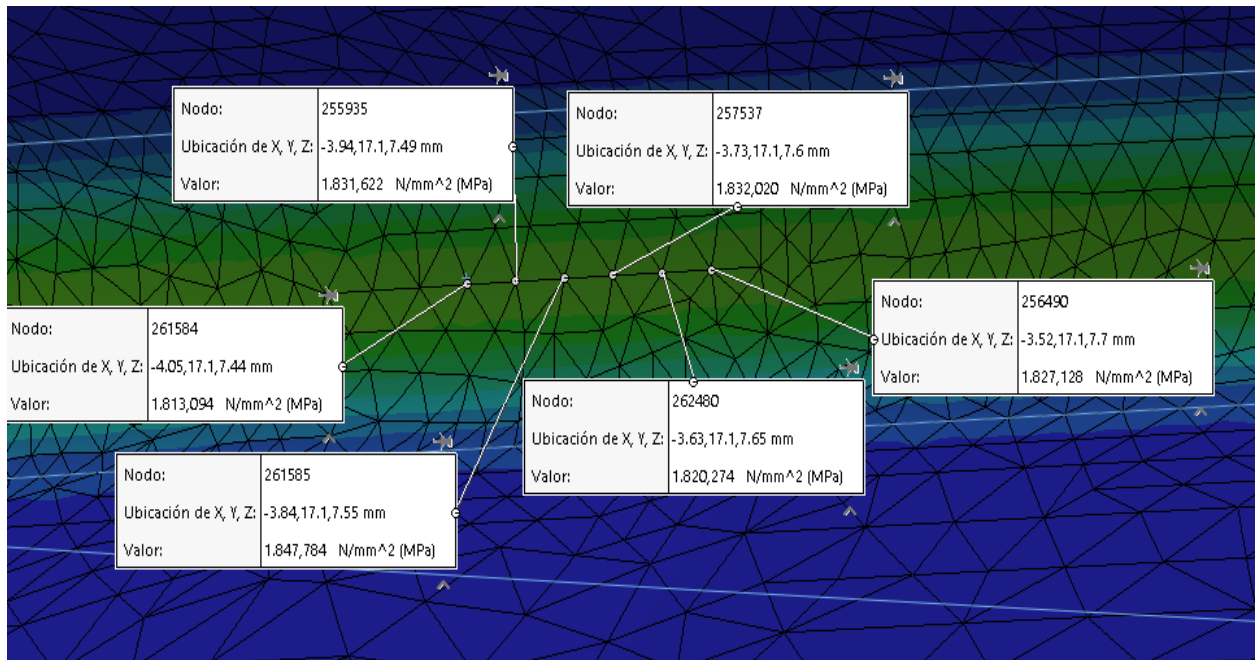 Nodo: 255935
Ubicación de X, Y, Z: -3.94,17.1,7.49 mm
Valor: 1.831,622 N/mm^2 (MPa)
Nodo: 257537
Ubicación de X, Y, Z: -3.73,17.1,7.6 mm
Valor: 1.832,020 N/mm^2 (MPa)
Nodo: 261584
Ubicación de X, Y, Z: -4.05,17.1,7.44 mm
Valor: 1.813,094 N/mm^2 (MPa)
Nodo: 256490
Ubicación de X, Y, Z: -3.52,17.1,7.7 mm
Valor: 1.827,128 N/mm^2 (MPa)
Nodo: 262480
Ubicación de X, Y, Z: -3.63,17.1,7.65 mm
Valor: 1.820,274 N/mm^2 (MPa)
Nodo: 261585
Ubicación de X, Y, Z: -3.84,17.1,7.55 mm
Valor: 1.847,784 N/mm^2 (MPa)